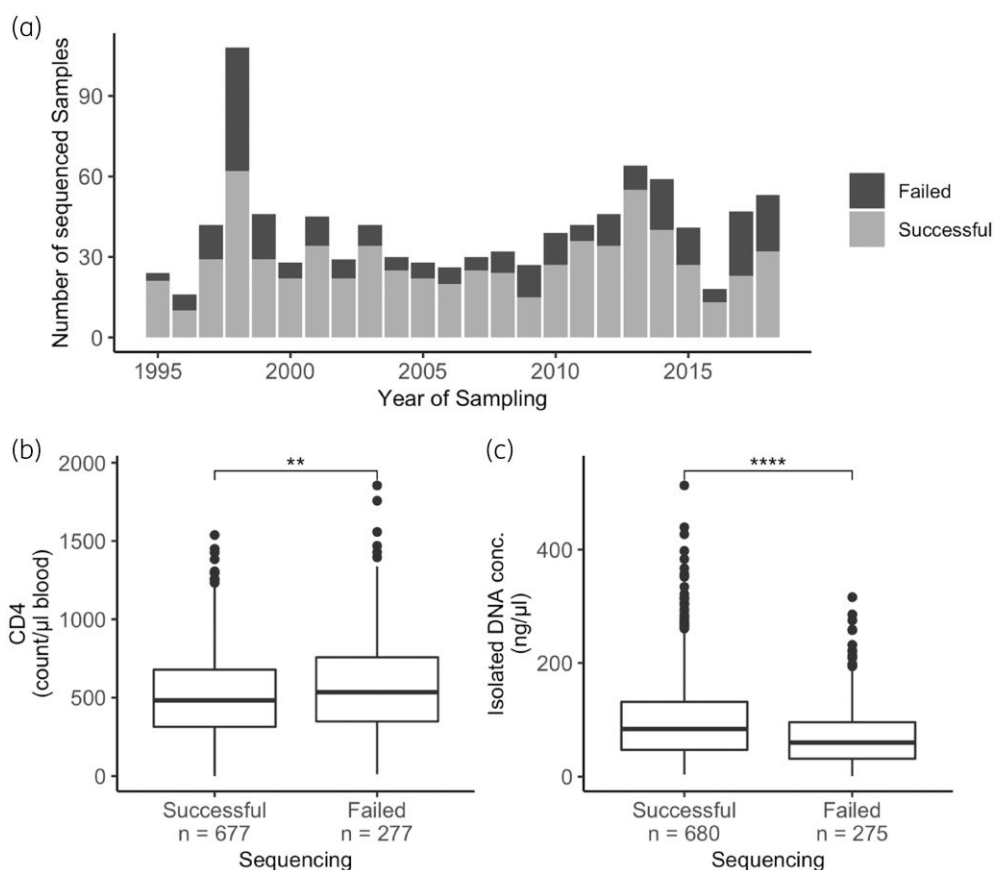 (a)
Number of sequenced Samples
90
60
30
0
1995
2000
2005
2010
2015
Year of Sampling
Failed
Successful
(b)
CD4
(count/µl blood)
2000
1500
1000
500
0
**
Successful
n = 677
Failed
n = 277
Sequencing
(c)
Isolated DNA conc.
(ng/µl)
400
200
0
****
Successful
n = 680
Failed
n = 275
Sequencing